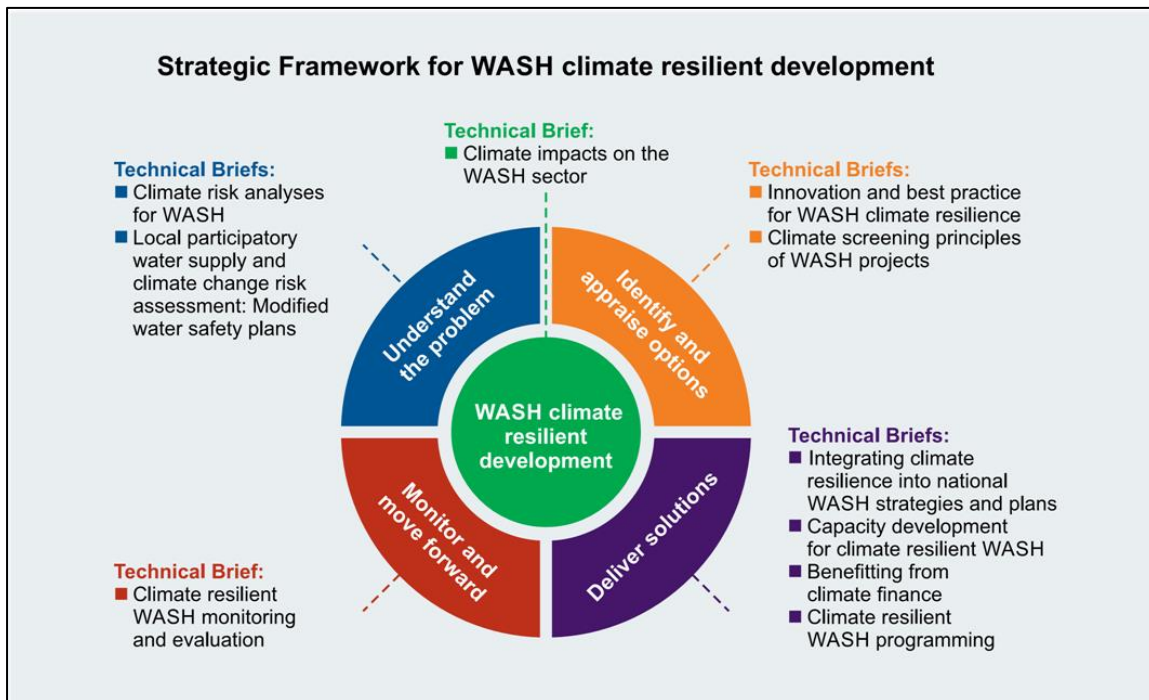 Strategic Framework for WASH climate resilient development
Technical Brief:
Climate impacts on the
WASH sector
Technical Briefs:
Climate risk analyses
for WASH
Local participatory
water supply and
climate change risk
assessment: Modified
water safety plans
Technical Briefs:
Innovation and best practice
for WASH climate resilience
Climate screening principles
of WASH projects
Understand
the problem
Identify and
appraise options
WASH climate
resilient
development
Monitor and
move forward
Deliver solutions
Technical Briefs:
Integrating climate
resilience into national
WASH strategies and plans
Capacity development
for climate resilient WASH
Benefitting from
climate finance
Climate resilient
WASH programming
Technical Brief:
Climate resilient
WASH monitoring
and evaluation